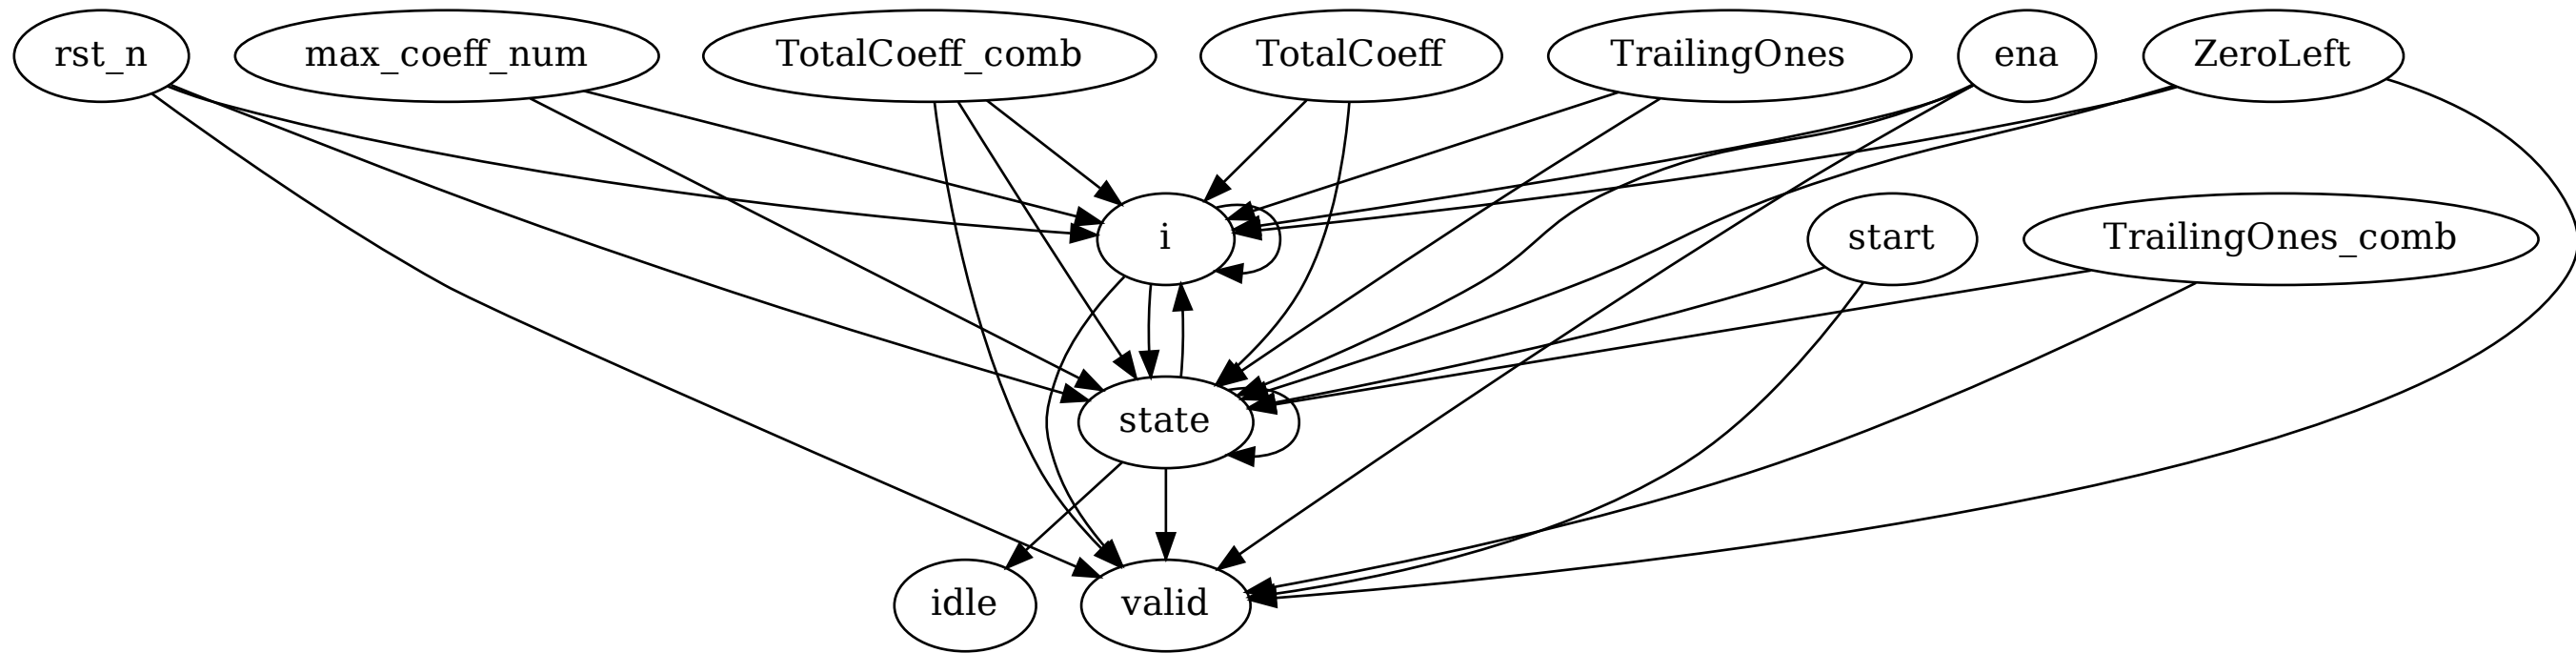 rst_n
max_coeff_num
TotalCoeff_comb
TotalCoeff
TrailingOnes
ena
ZeroLeft
i
start
TrailingOnes_comb
state
idle
valid